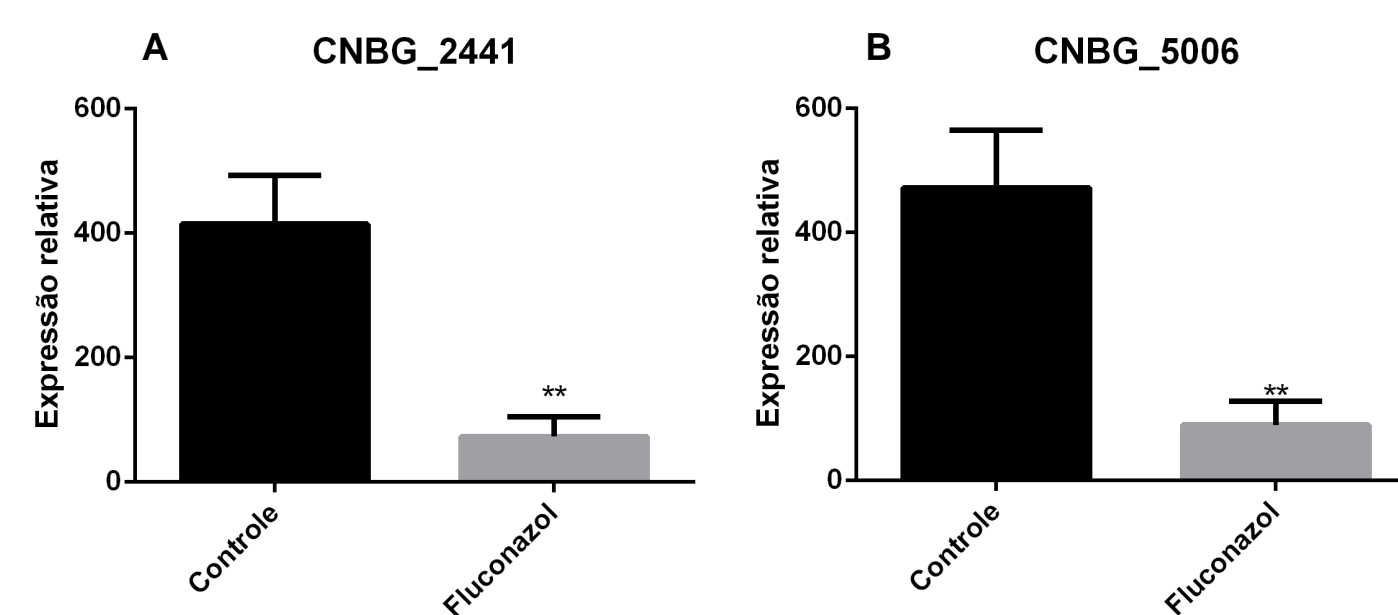 A
CNBG_2441
Expressão relativa
600
400
200
0
**
Controle
Fluconazol
B
CNBG_5006
Expressão relativa
600
400
200
0
**
Controle
Fluconazol